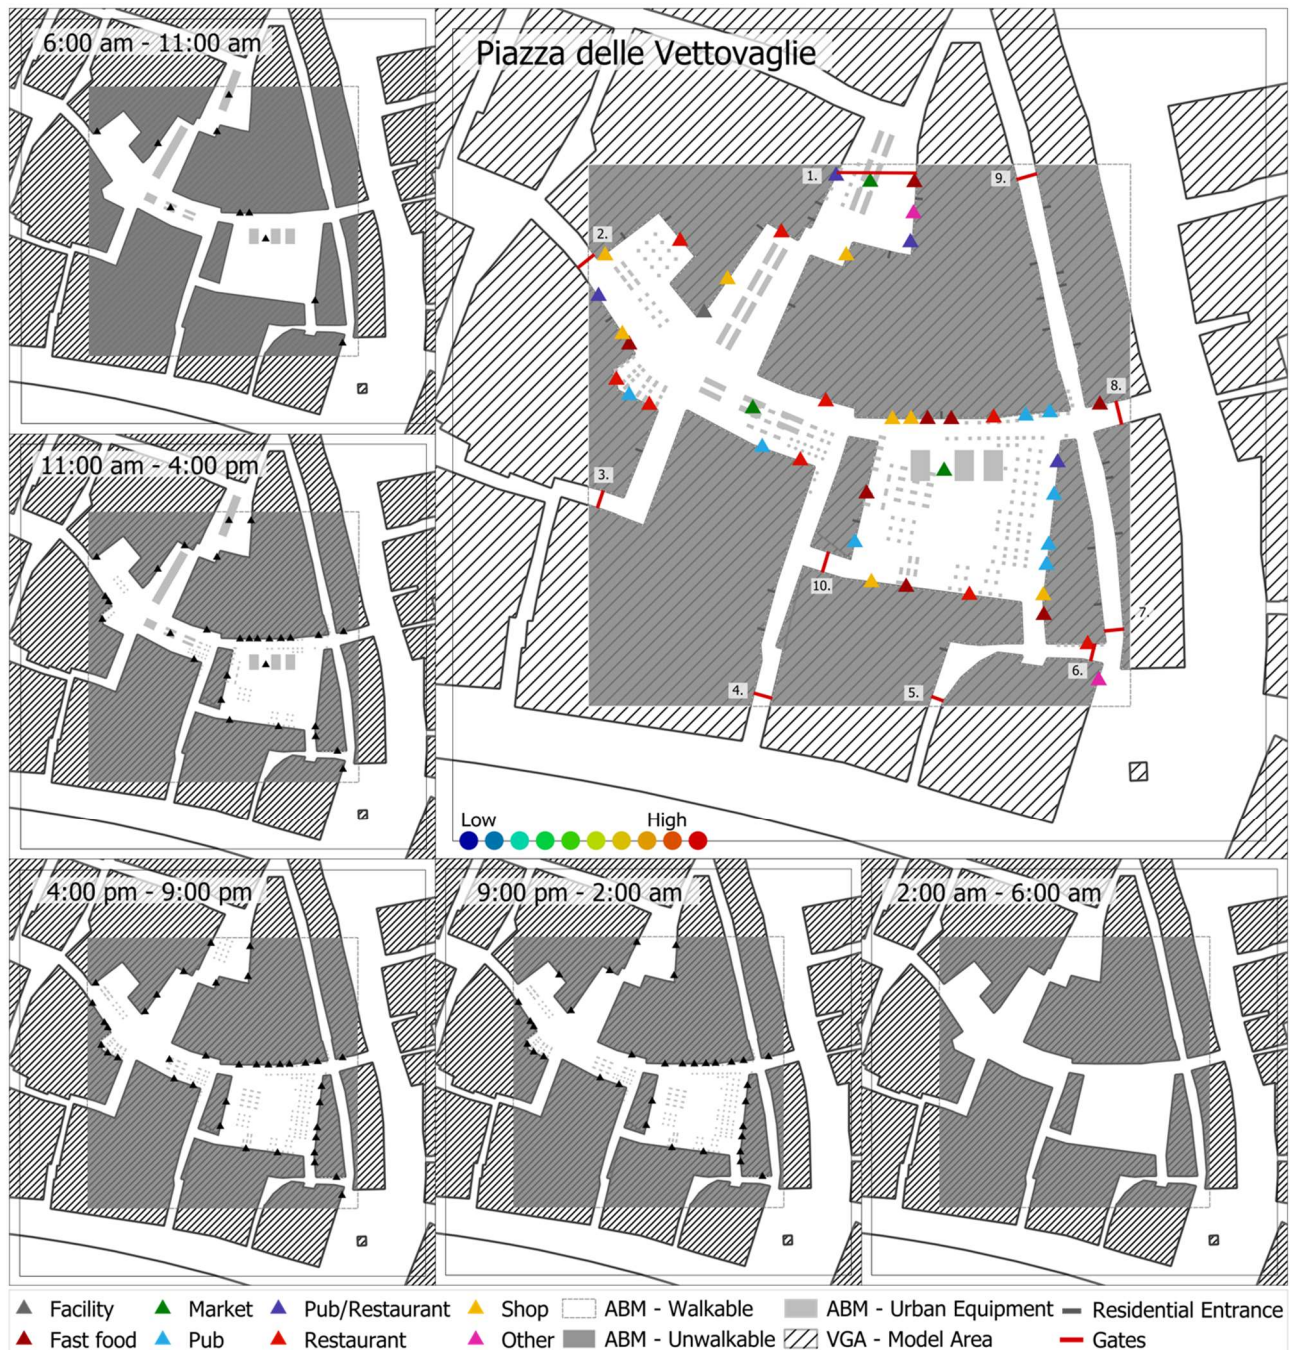 6:00 am - 11:00 am
Piazza delle Vettovaglie
1.
9.
2.
8.
3.
10.
7.
6.
4.
5.
11:00 am - 4:00 pm
Low High
4:00 pm - 9:00 pm
9:00 pm - 2:00 am
2:00 am - 6:00 am
Facility Market Pub/Restaurant Shop ABM - Walkable ABM - Urban Equipment Residential Entrance
Fast food Pub Restaurant Other ABM - Unwalkable VGA - Model Area Gates